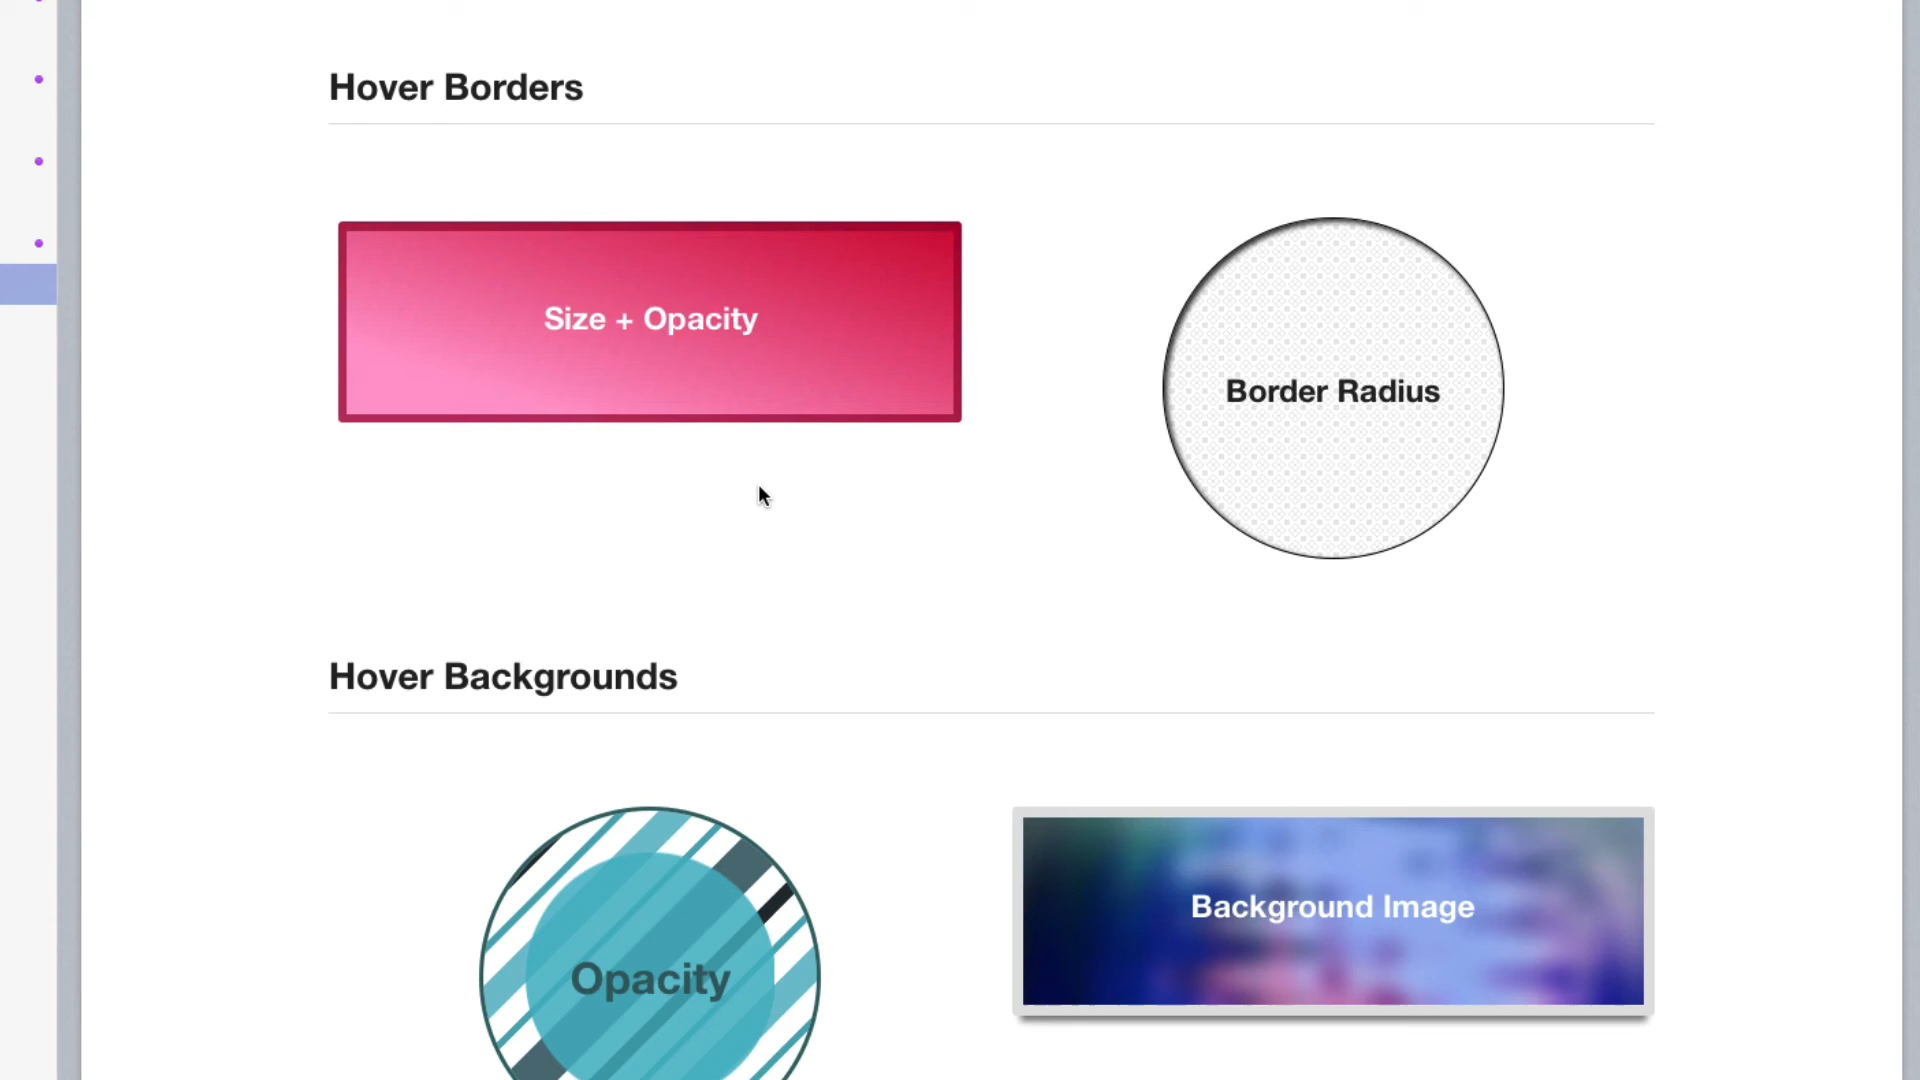 Hover Borders
Size + Opacity
Border Radius
Hover Backgrounds
Opacity
Background Image